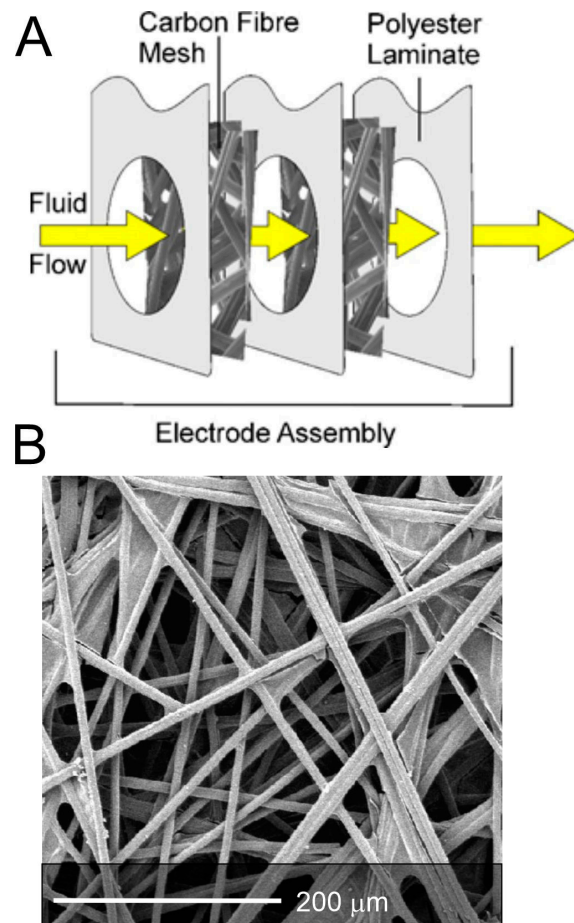 A
Carbon Fibre
Mesh
Polyester
Laminate
Fluid
Flow
Electrode Assembly
B
200 μm